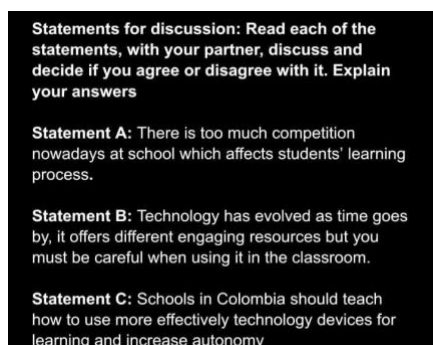 Statements for discussion: Read each of the
statements, with your partner, discuss and
decide if you agree or disagree with it. Explain
your answers
Statement A: There is too much competition
nowadays at school which affects students' learning
process.
Statement B: Technology has evolved as time goes
by, it offers different engaging resources but you
must be careful when using it in the classroom.
Statement C: Schools in Colombia should teach
how to use more effectively technology devices for
learning and increase autonomy